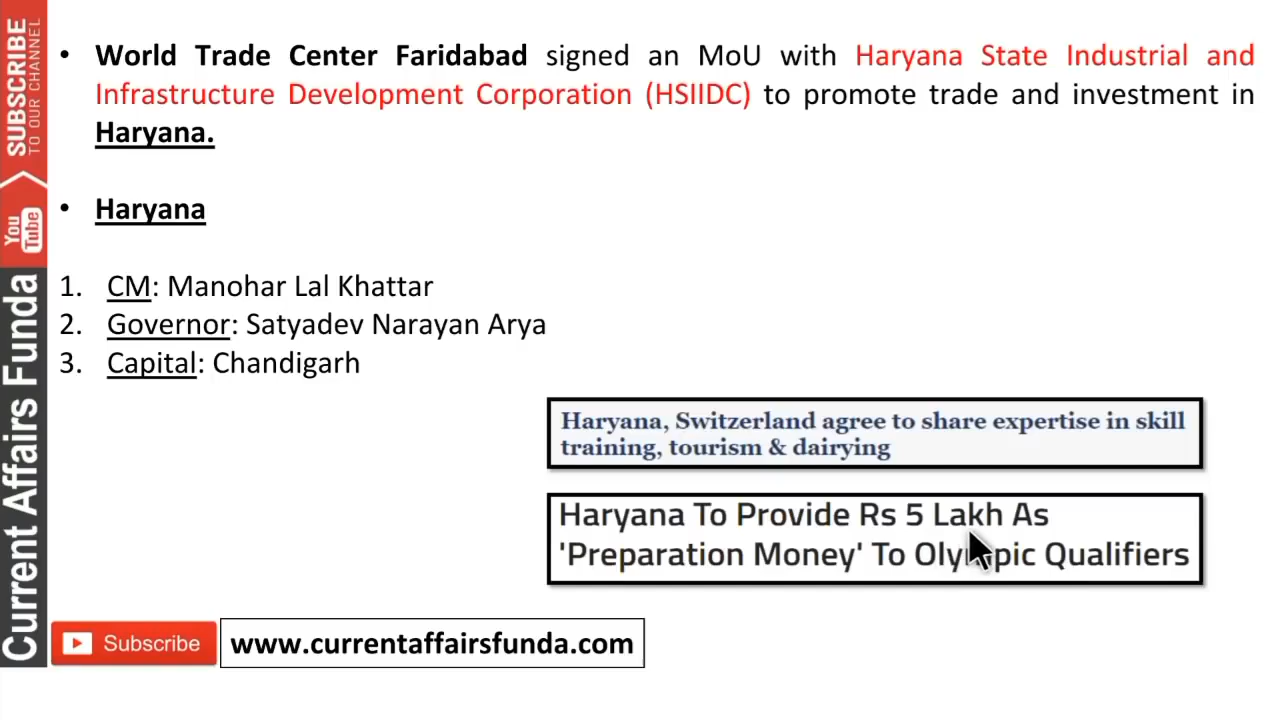 SUBSCRIBE
TO OUR CHANNEL
You
Tube
Current Affairs Funda
• World Trade Center Faridabad signed an MoU with Haryana State Industrial and
Infrastructure Development Corporation (HSIIDC) to promote trade and investment in
Haryana.
• Haryana
1. CM: Manohar Lal Khattar
2. Governor: Satyadev Narayan Arya
3. Capital: Chandigarh
Haryana, Switzerland agree to share expertise in skill
training, tourism & dairying
Haryana To Provide Rs 5 Lakh As
'Preparation Money' To Olympic Qualifiers
Subscribe
www.currentaffairsfunda.com